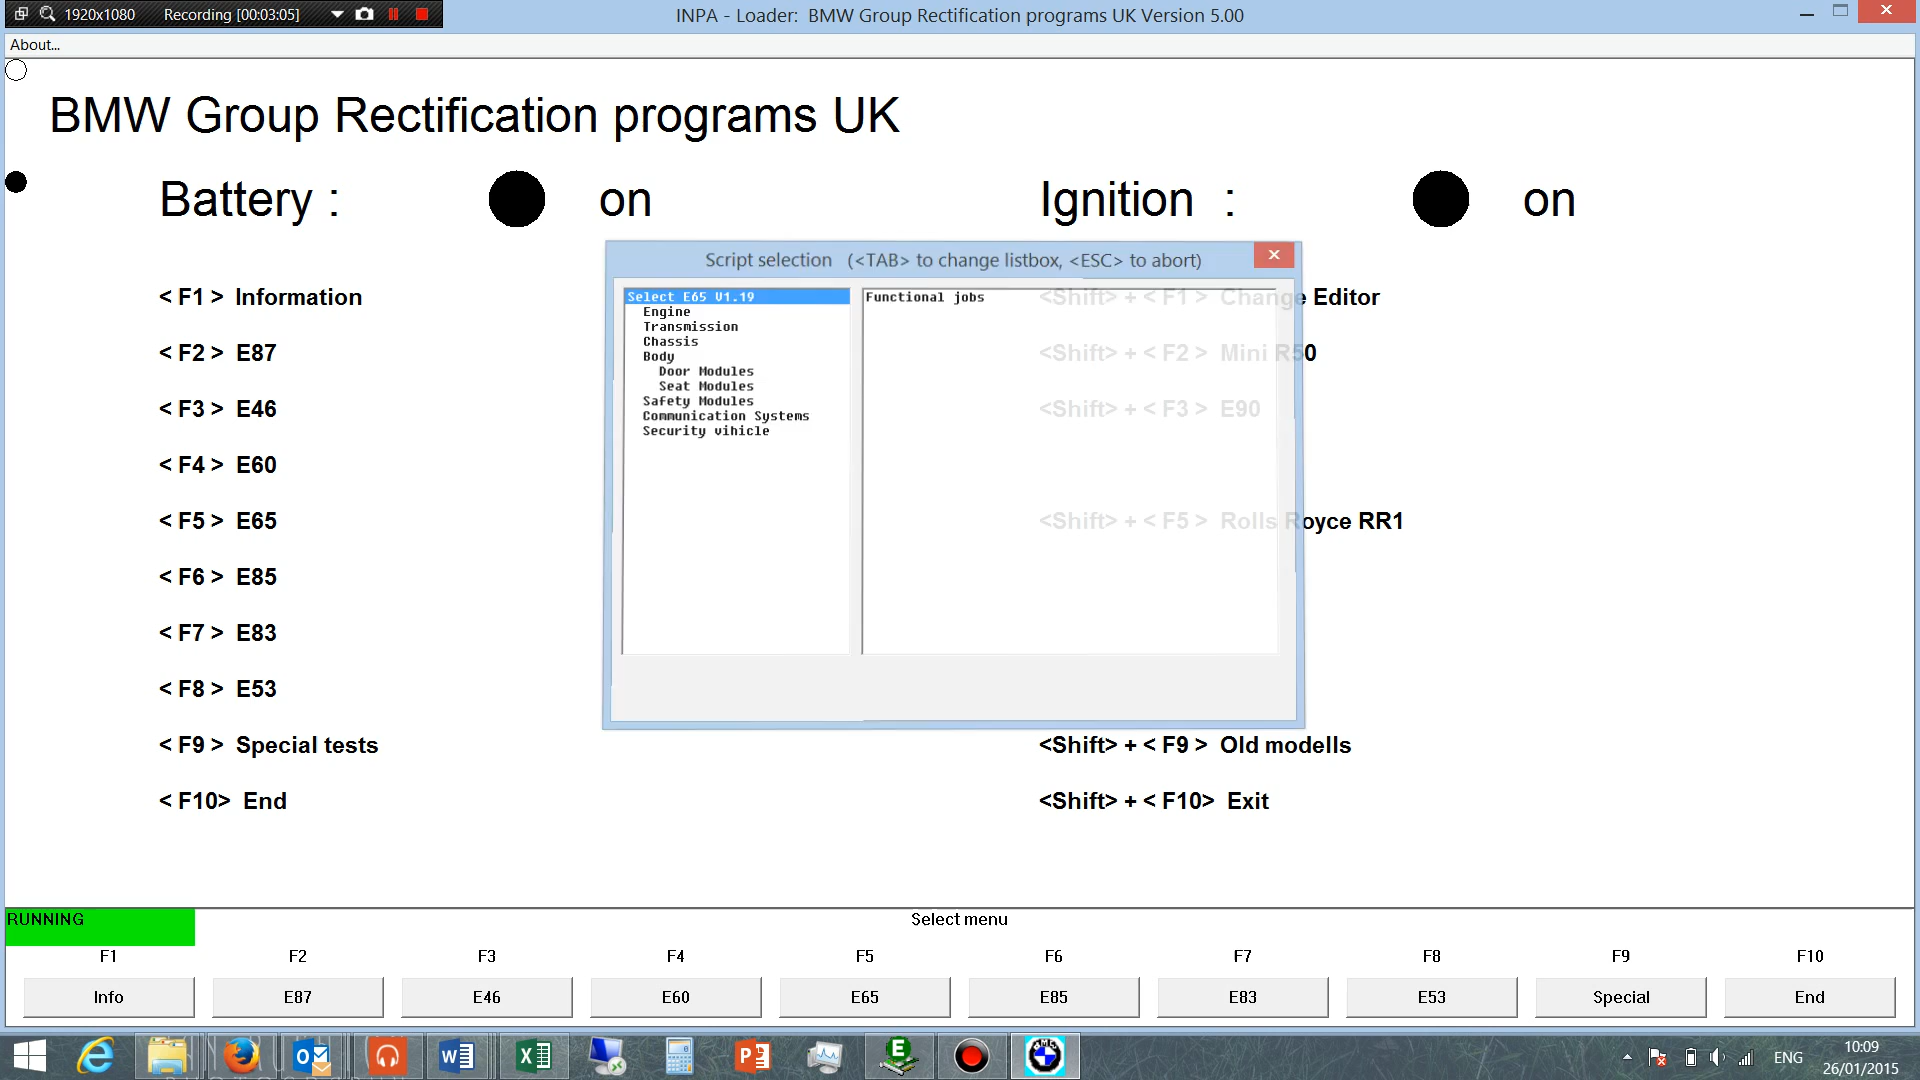 1920x1080 Recording [00:03:05]
INPA - Loader: BMW Group Rectification programs UK Version 5.00
About...
BMW Group Rectification programs UK
Battery : on Ignition : on
Script selection (<TAB> to change listbox, <ESC> to abort)
Select E65 V1.19
Engine
Transmission
Chassis
Body
Door Modules
Seat Modules
Safety Modules
Communication Systems
Security vihicle
Functional jobs
< F1 > Information
< F2 > E87
< F3 > E46
< F4 > E60
< F5 > E65
< F6 > E85
< F7 > E83
< F8 > E53
< F9 > Special tests
< F10> End
<Shift> + < F1 > Change Editor
<Shift> + < F2 > Mini R50
<Shift> + < F3 > E90
<Shift> + < F5 > Rolls Royce RR1
<Shift> + < F9 > Old modells
<Shift> + < F10> Exit
RUNNING
Select menu
F1 F2 F3 F4 F5 F6 F7 F8 F9 F10
Info E87 E46 E60 E65 E85 E83 E53 Special End
ENG
10:09
26/01/2015